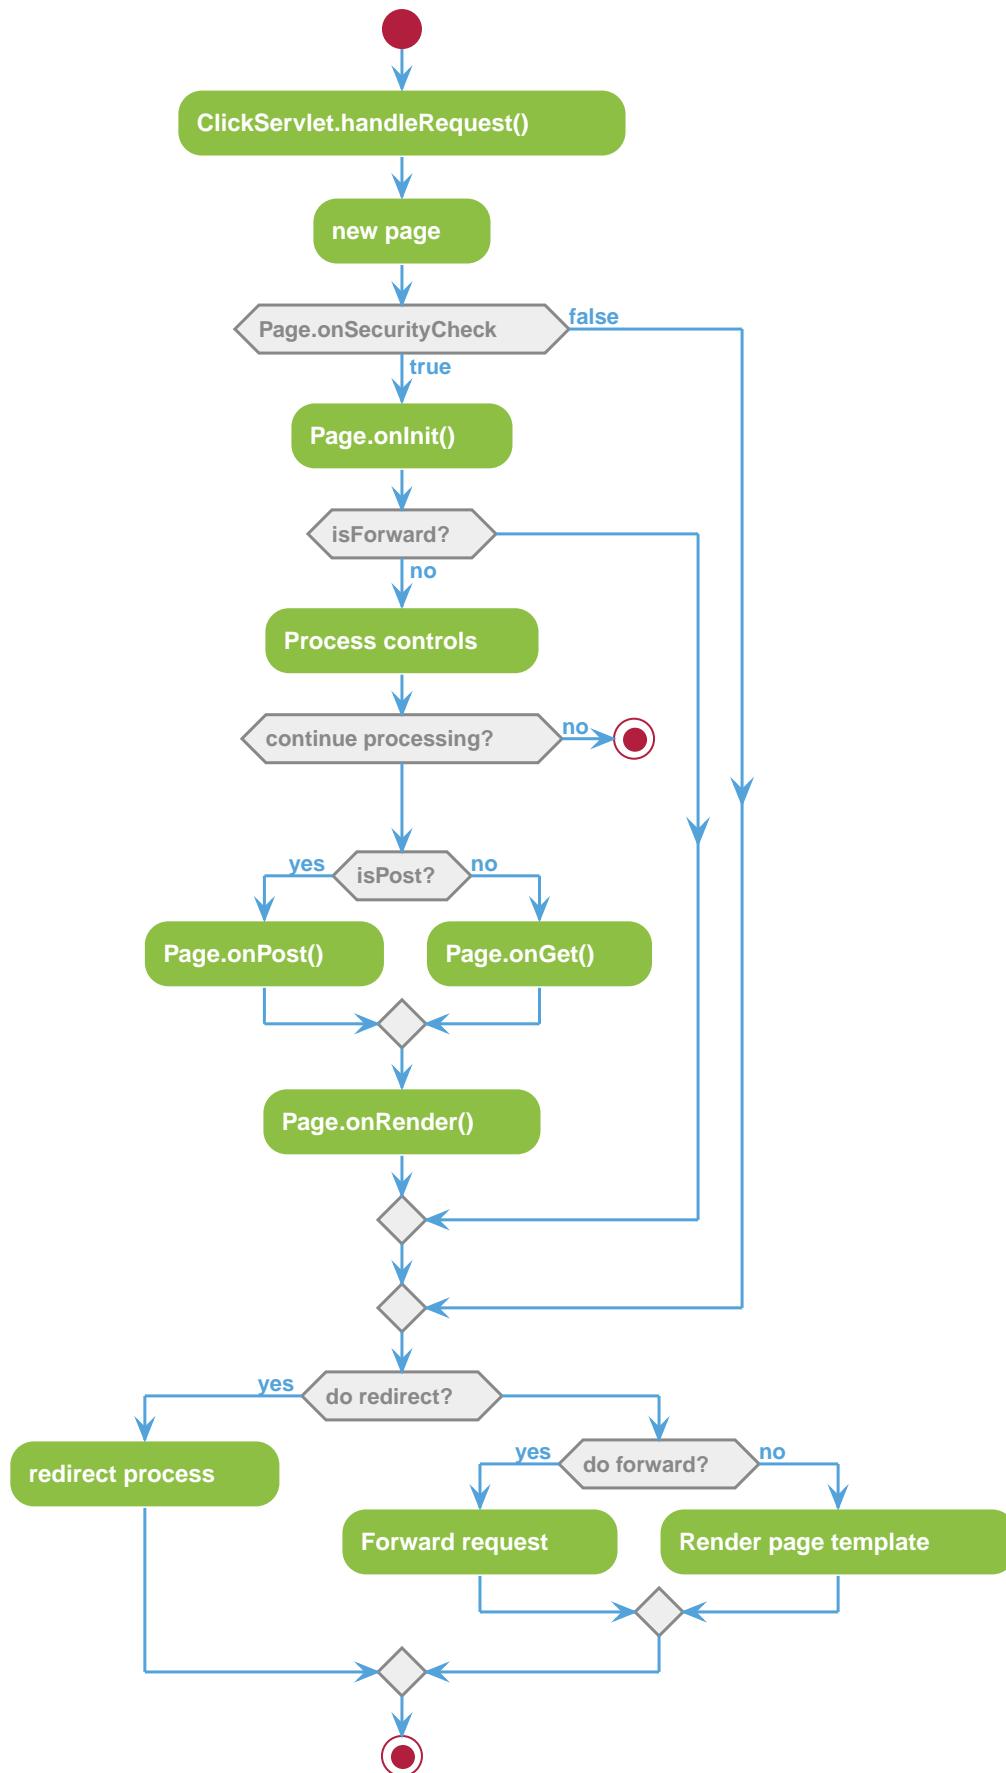 ClickServlet.handleRequest()
new page
Page.onSecurityCheck
false
true
Page.onInit()
isForward?
no
Process controls
continue processing?
no
isPost?
yes
no
Page.onPost()
Page.onGet()
Page.onRender()
do redirect?
yes
redirect process
do forward?
yes
no
Forward request
Render page template